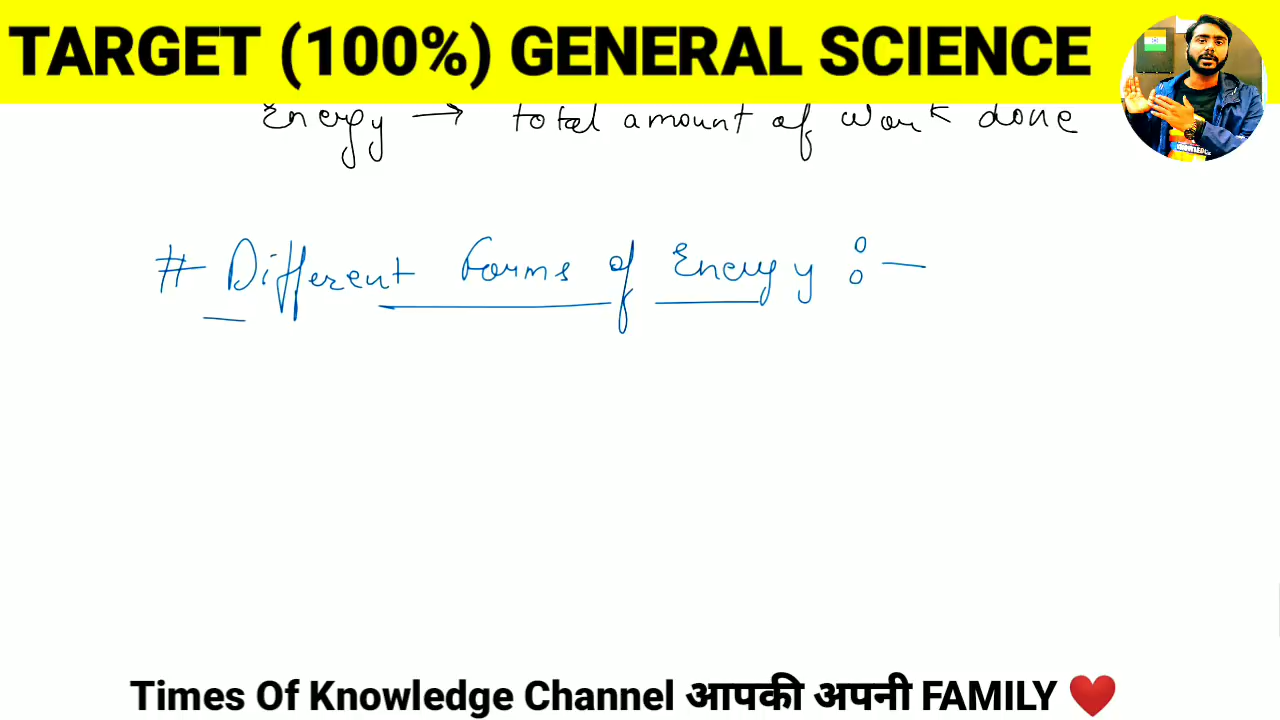 TARGET (100%) GENERAL SCIENCE
Energy → total amount of work done
# Different forms of Energy :-
Times Of Knowledge Channel आपकी अपनी FAMILY ❤️